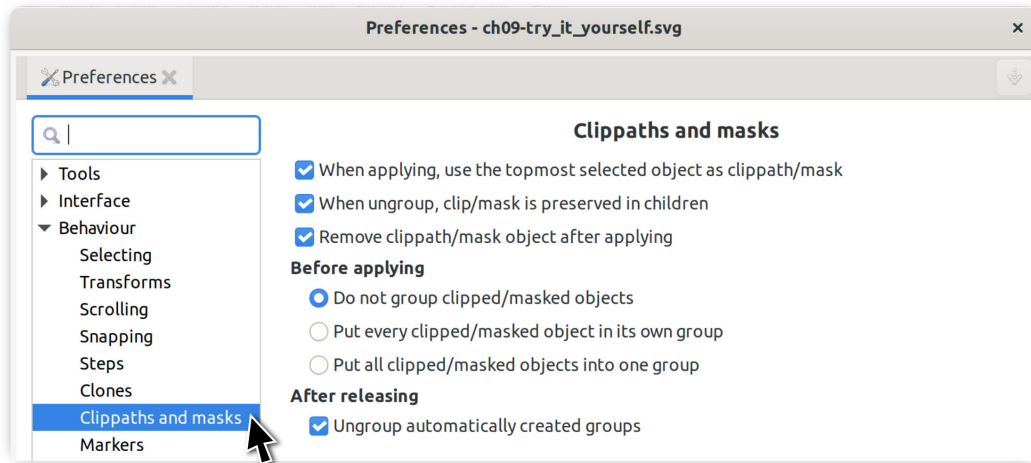 Preferences - ch09-try_it_yourself.svg
Preferences
Clippaths and masks
Tools
Interface
Behaviour
Selecting
Transforms
Scrolling
Snapping
Steps
Clones
Clippaths and masks
Markers
When applying, use the topmost selected object as clippath/mask
When ungroup, clip/mask is preserved in children
Remove clippath/mask object after applying
Before applying
Do not group clipped/masked objects
Put every clipped/masked object in its own group
Put all clipped/masked objects into one group
After releasing
Ungroup automatically created groups